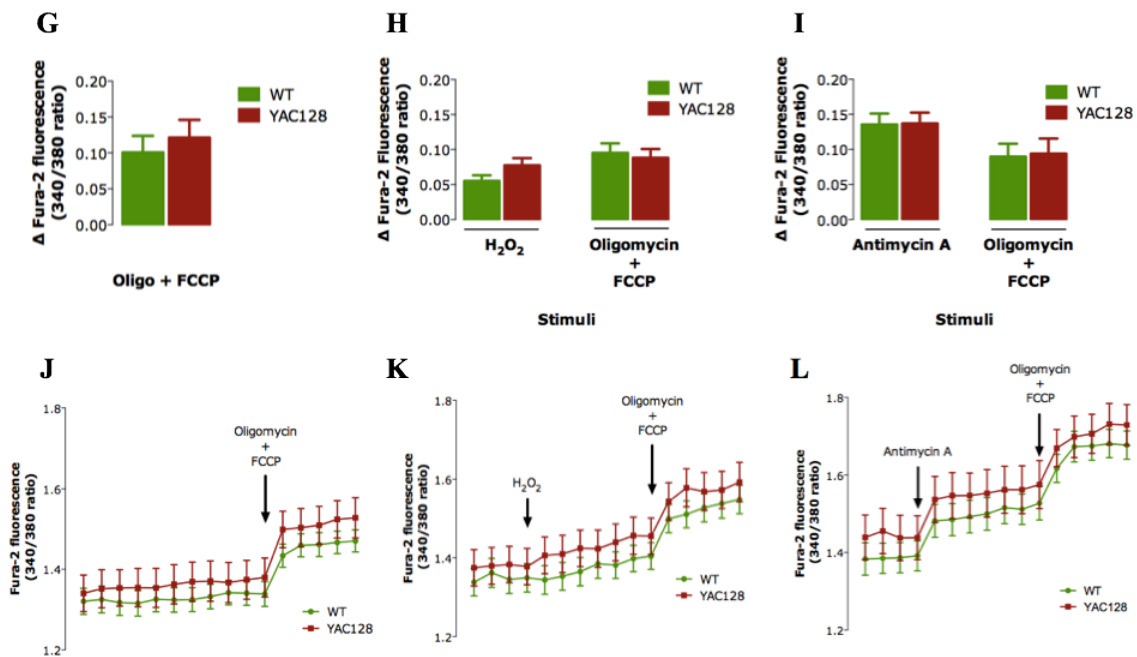 G
Δ Fura-2 fluorescence
(340/380 ratio)
0.20
0.15
0.10
0.05
0.00
WT
YAC128
Oligo + FCCP
H
Δ Fura-2 Fluorescence
(340/380 ratio)
0.20
0.15
0.10
0.05
0.00
WT
YAC128
H₂O₂
Oligomycin
+
FCCP
Stimuli
I
Δ Fura-2 Fluorescence
(340/380 ratio)
0.20
0.15
0.10
0.05
0.00
WT
YAC128
Antimycin A
Oligomycin
+
FCCP
Stimuli
J
Fura-2 fluorescence
(340/380 ratio)
1.8
1.6
1.4
1.2
Oligomycin
+
FCCP
WT
YAC128
K
Fura-2 fluorescence
(340/380 ratio)
1.8
1.6
1.4
1.2
H₂O₂
Oligomycin
+
FCCP
WT
YAC128
L
Fura-2 fluorescence
(340/380 ratio)
1.8
1.6
1.4
1.2
Antimycin A
Oligomycin
+
FCCP
WT
YAC128